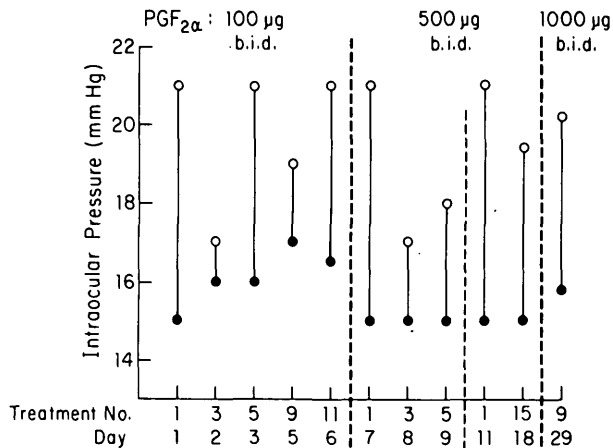 PGF2α : 100 µg 500 µg 1000 µg
b.i.d. b.i.d. b.i.d.
22
20
18
16
14
Intraocular Pressure (mm Hg)
Treatment No. 1 3 5 9 11 1 3 5 1 15 9
Day 1 2 3 5 6 7 8 9 11 18 29